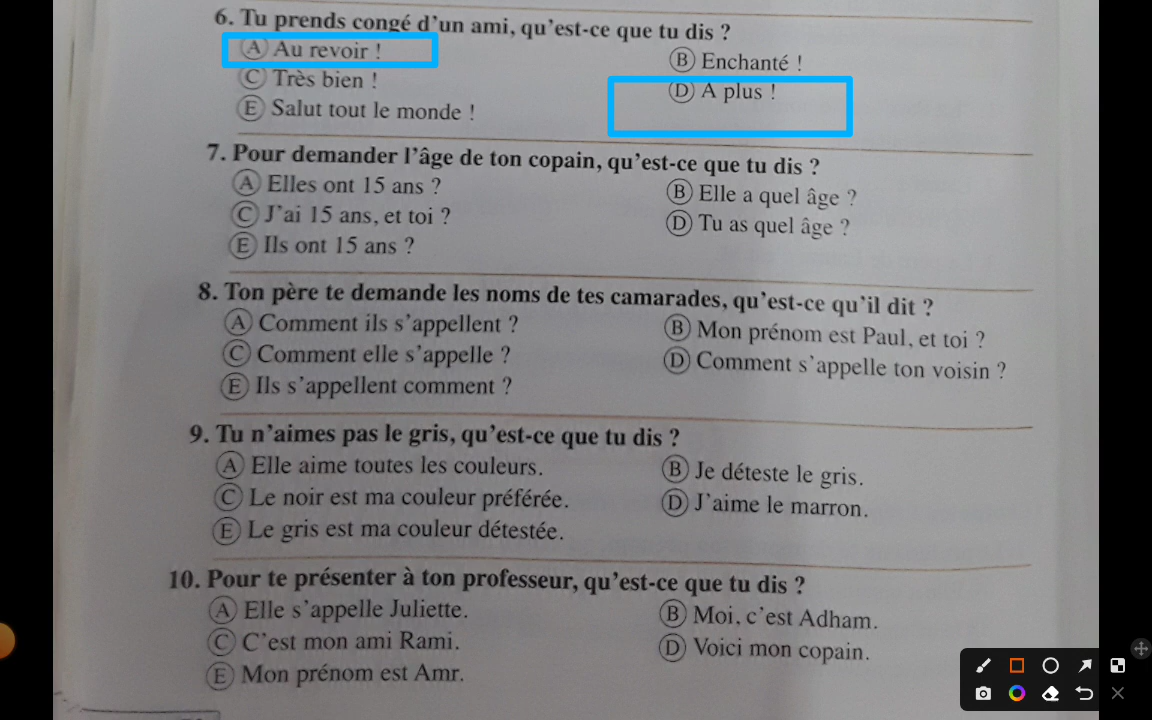 6. Tu prends congé d'un ami, qu'est-ce que tu dis ?
A Au revoir !
B Enchanté !
C Très bien !
D A plus !
E Salut tout le monde !
7. Pour demander l'âge de ton copain, qu'est-ce que tu dis ?
A Elles ont 15 ans ?
B Elle a quel âge ?
C J'ai 15 ans, et toi ?
D Tu as quel âge ?
E Ils ont 15 ans ?
8. Ton père te demande les noms de tes camarades, qu'est-ce qu'il dit ?
A Comment ils s'appellent ?
B Mon prénom est Paul, et toi ?
C Comment elle s'appelle ?
D Comment s'appelle ton voisin ?
E Ils s'appellent comment ?
9. Tu n'aimes pas le gris, qu'est-ce que tu dis ?
A Elle aime toutes les couleurs.
B Je déteste le gris.
C Le noir est ma couleur préférée.
D J'aime le marron.
E Le gris est ma couleur détestée.
10. Pour te présenter à ton professeur, qu'est-ce que tu dis ?
A Elle s'appelle Juliette.
B Moi, c'est Adham.
C C'est mon ami Rami.
D Voici mon copain.
E Mon prénom est Amr.